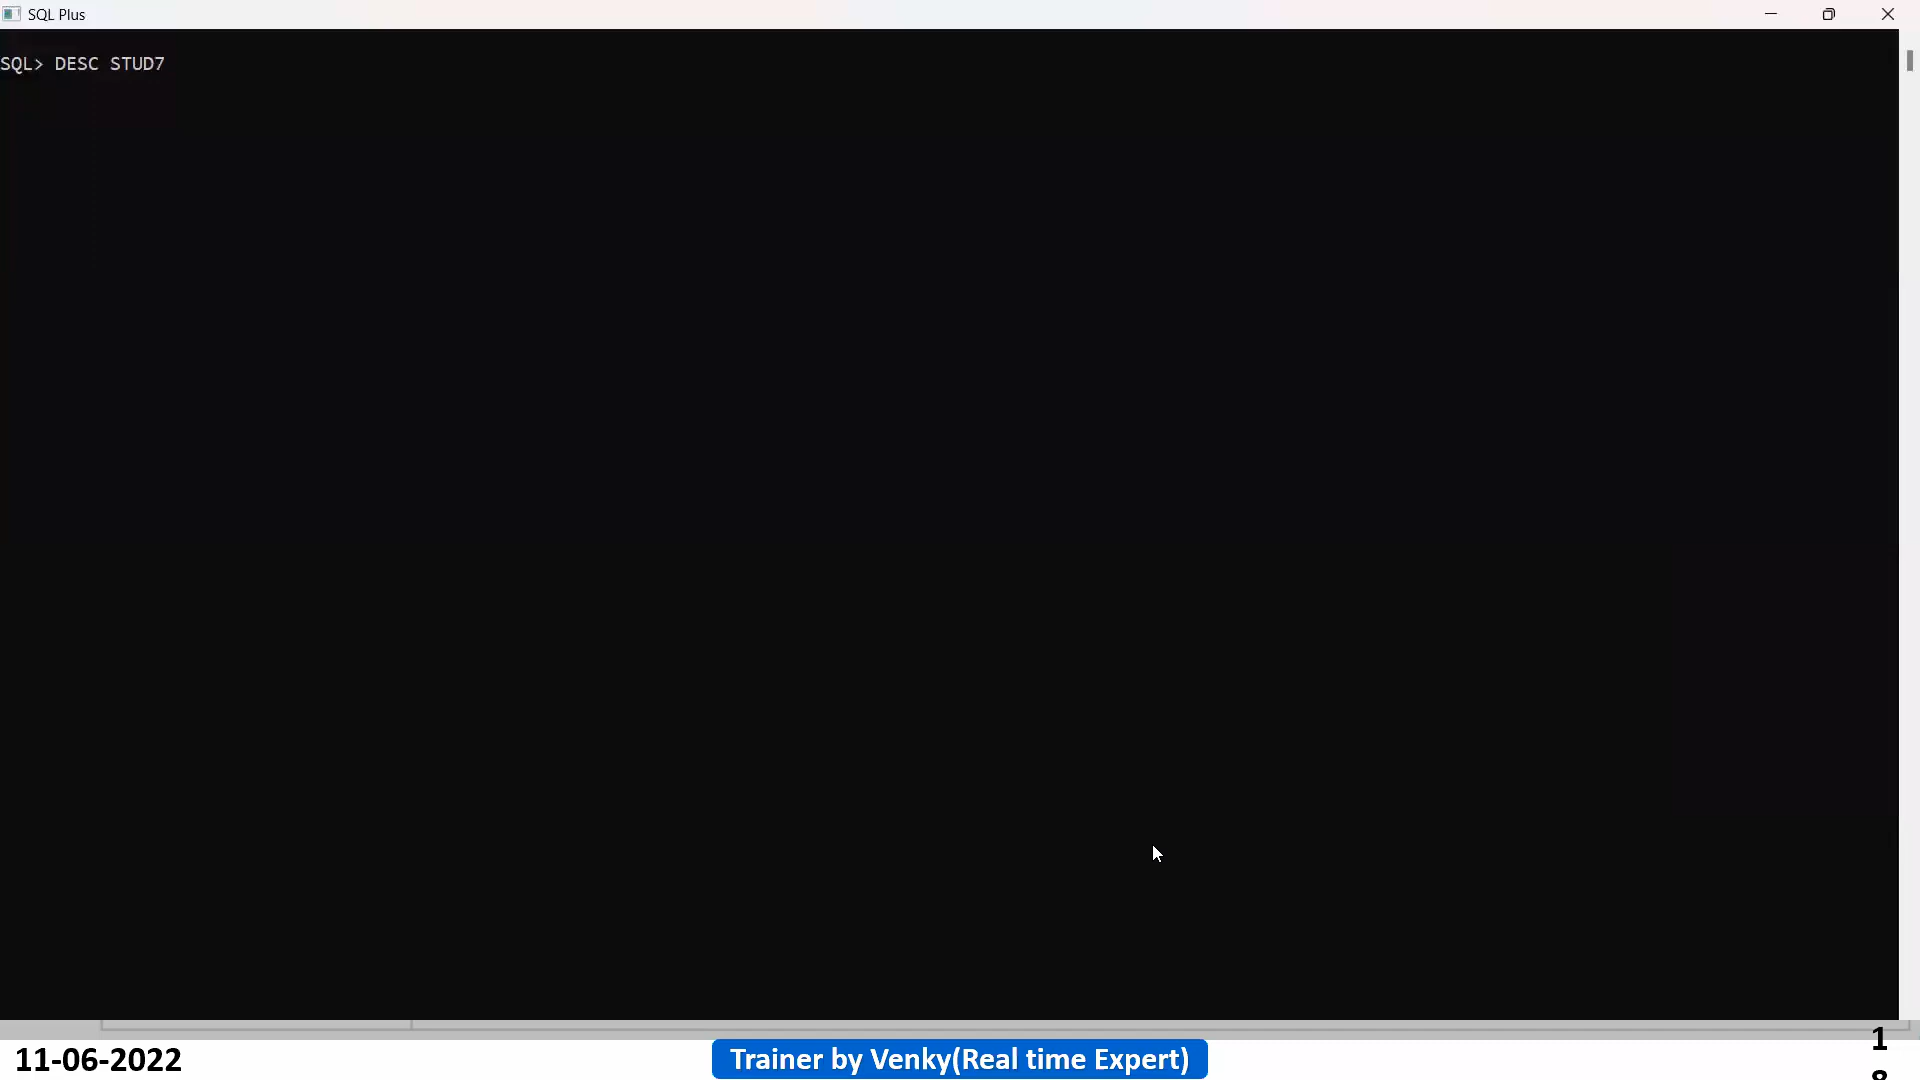 SQL Plus
SQL> DESC STUD7
11-06-2022
Trainer by Venky(Real time Expert)
1